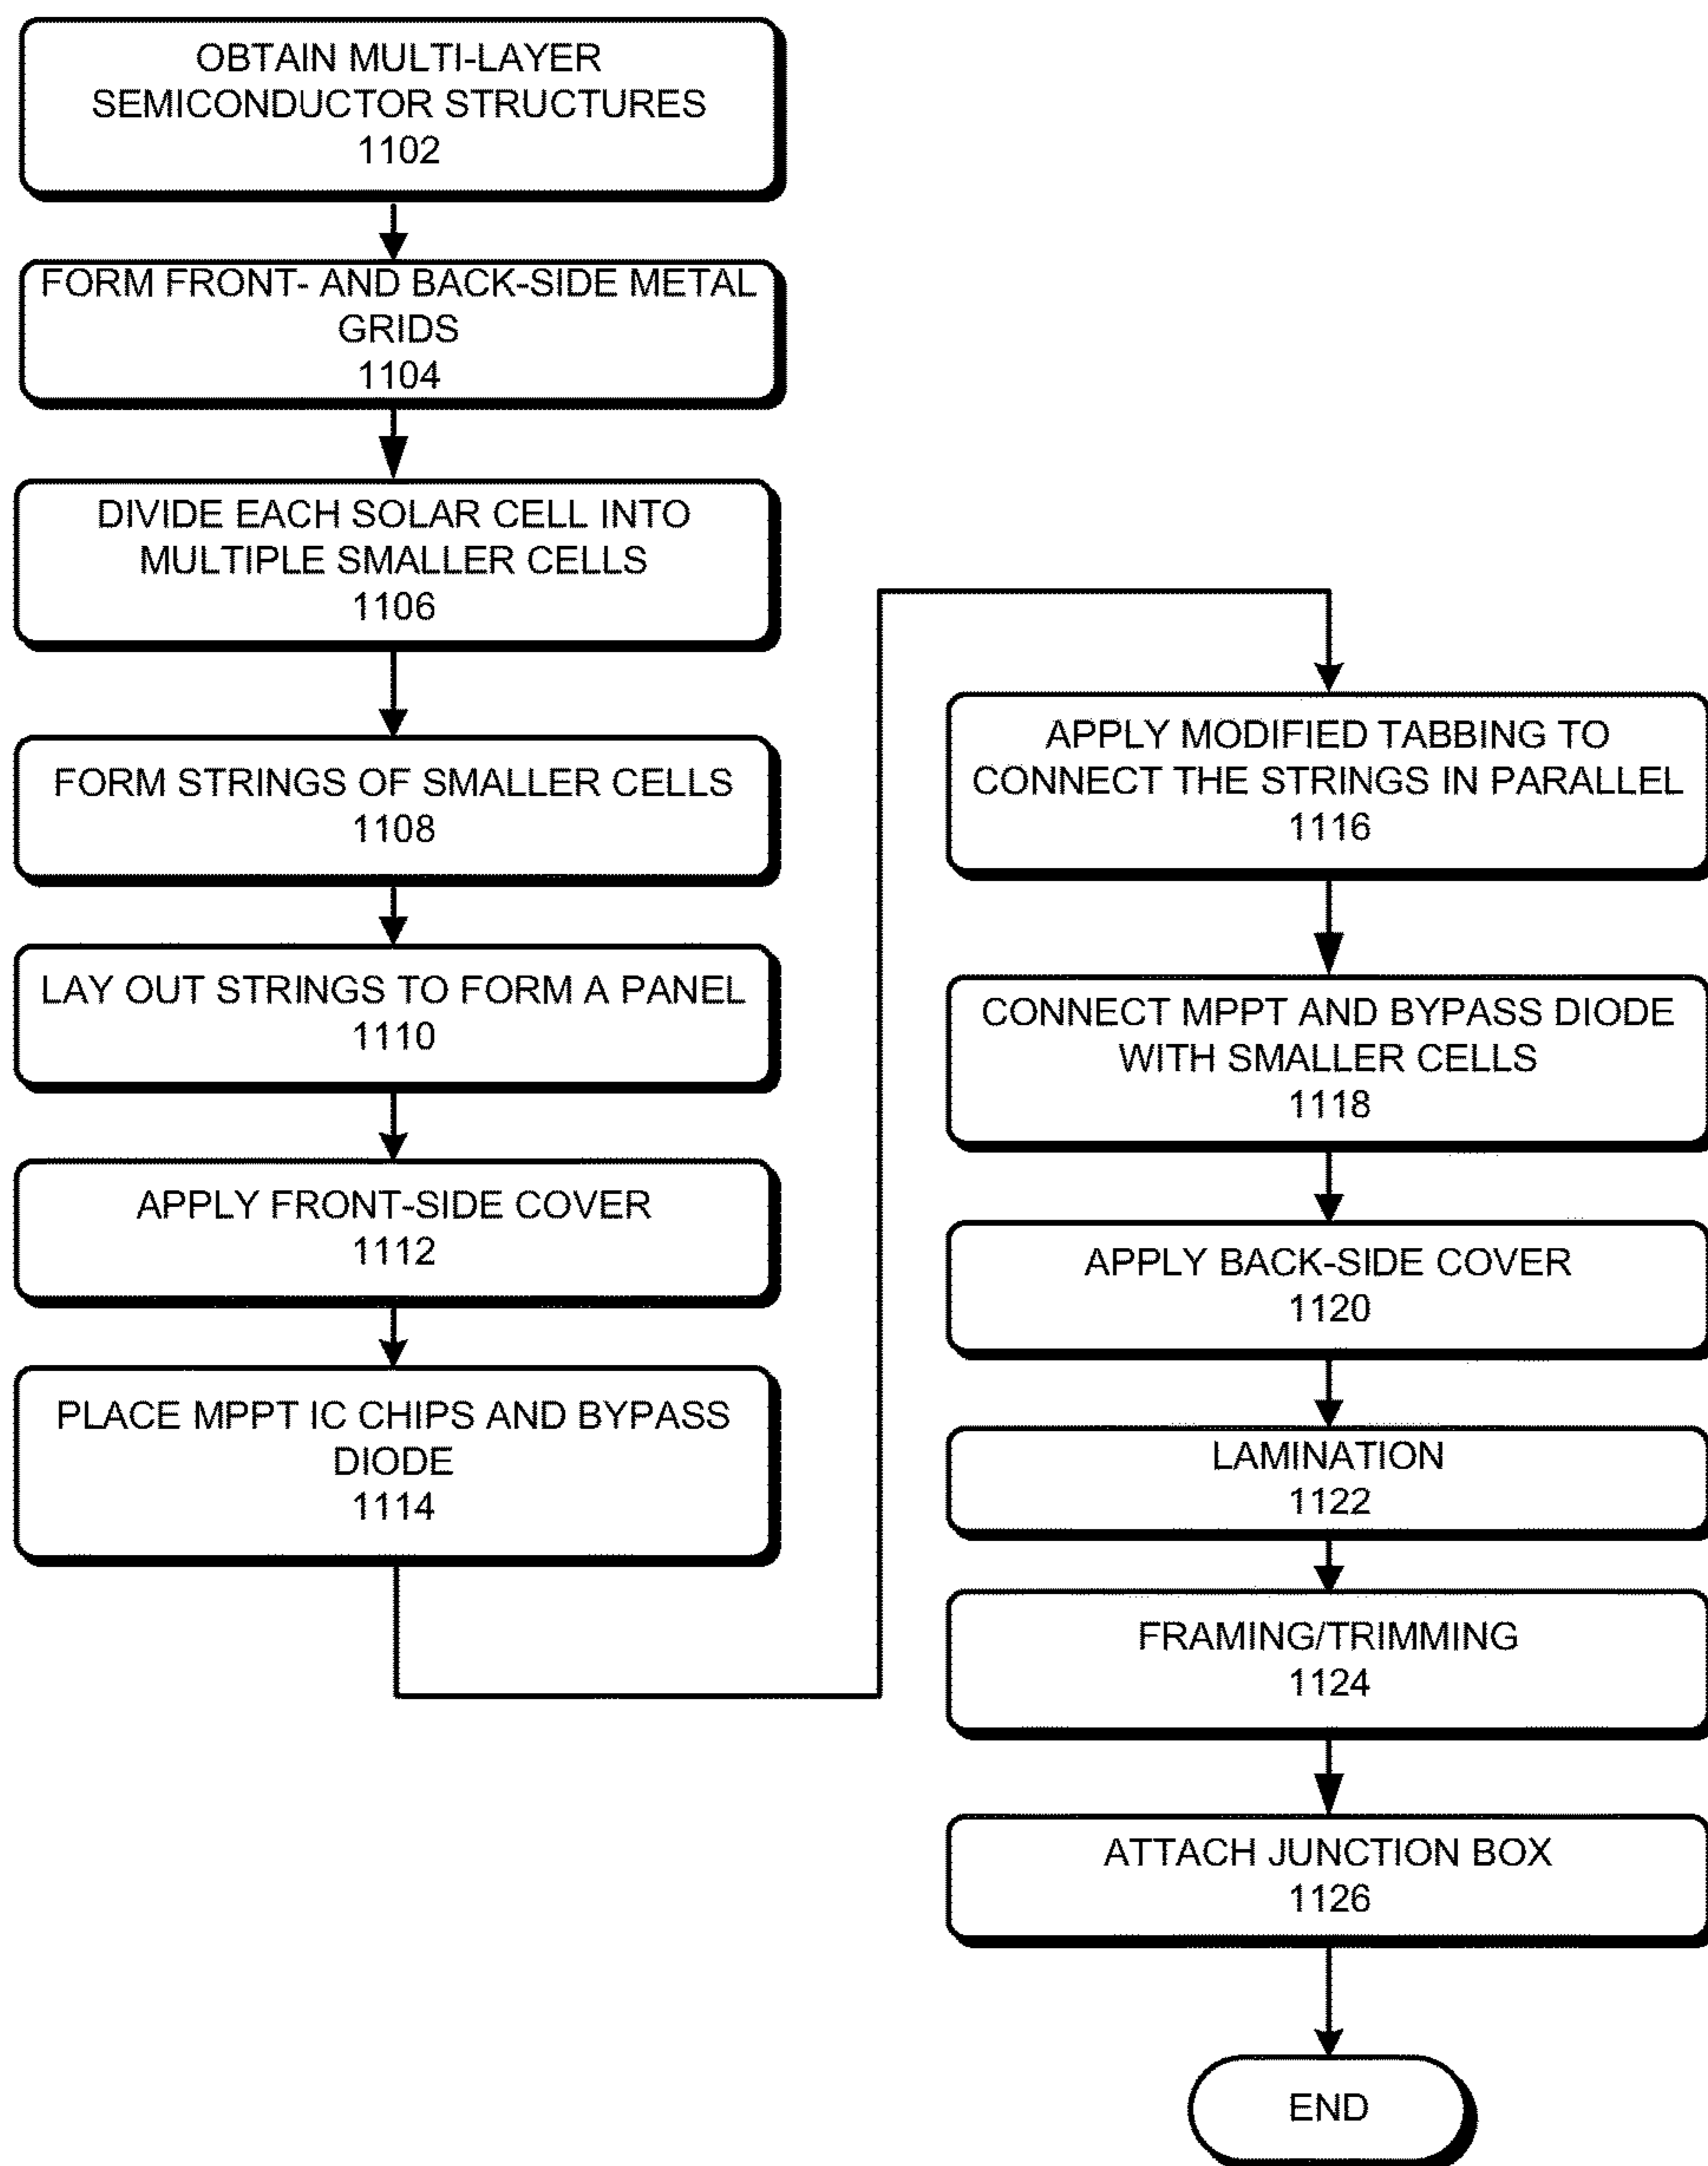 OBTAIN MULTI-LAYER
SEMICONDUCTOR STRUCTURES
1102
FORM FRONT- AND BACK-SIDE METAL
GRIDS
1104
DIVIDE EACH SOLAR CELL INTO
MULTIPLE SMALLER CELLS
1106
FORM STRINGS OF SMALLER CELLS
1108
LAY OUT STRINGS TO FORM A PANEL
1110
APPLY FRONT-SIDE COVER
1112
PLACE MPPT IC CHIPS AND BYPASS
DIODE
1114
APPLY MODIFIED TABBING TO
CONNECT THE STRINGS IN PARALLEL
1116
CONNECT MPPT AND BYPASS DIODE
WITH SMALLER CELLS
1118
APPLY BACK-SIDE COVER
1120
LAMINATION
1122
FRAMING/TRIMMING
1124
ATTACH JUNCTION BOX
1126
END